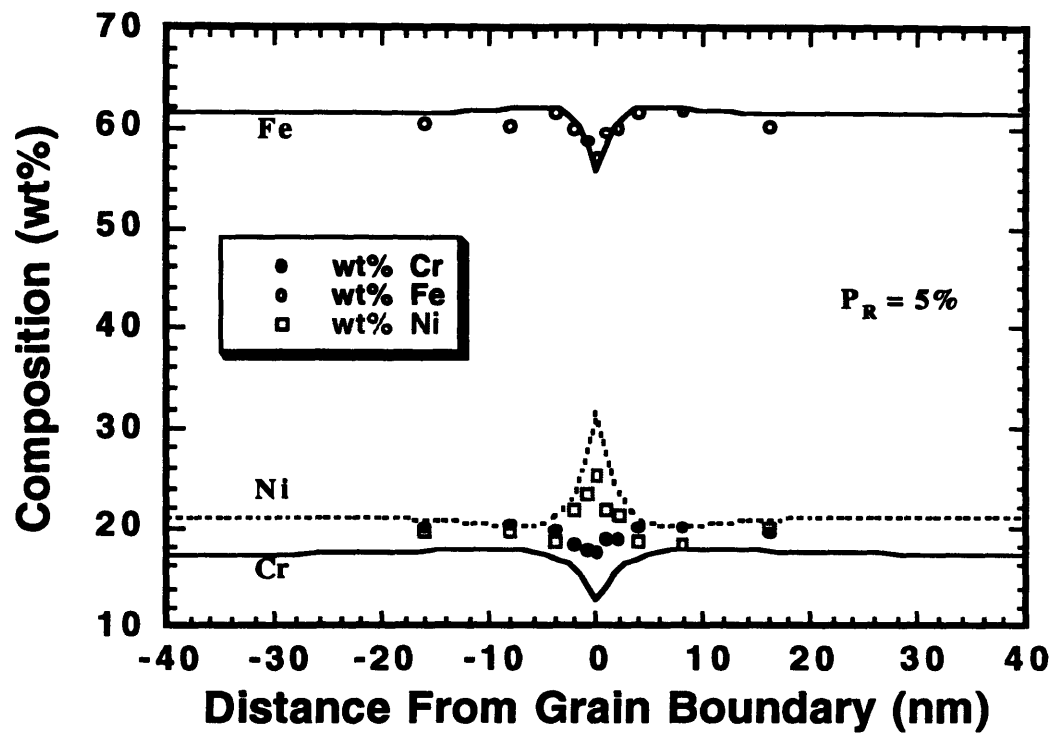 70
60
50
40
30
20
10
Composition (wt%)
Fe
wt% Cr
wt% Fe
wt% Ni
P_R = 5%
Ni
Cr
-40 -30 -20 -10 0 10 20 30 40
Distance From Grain Boundary (nm)